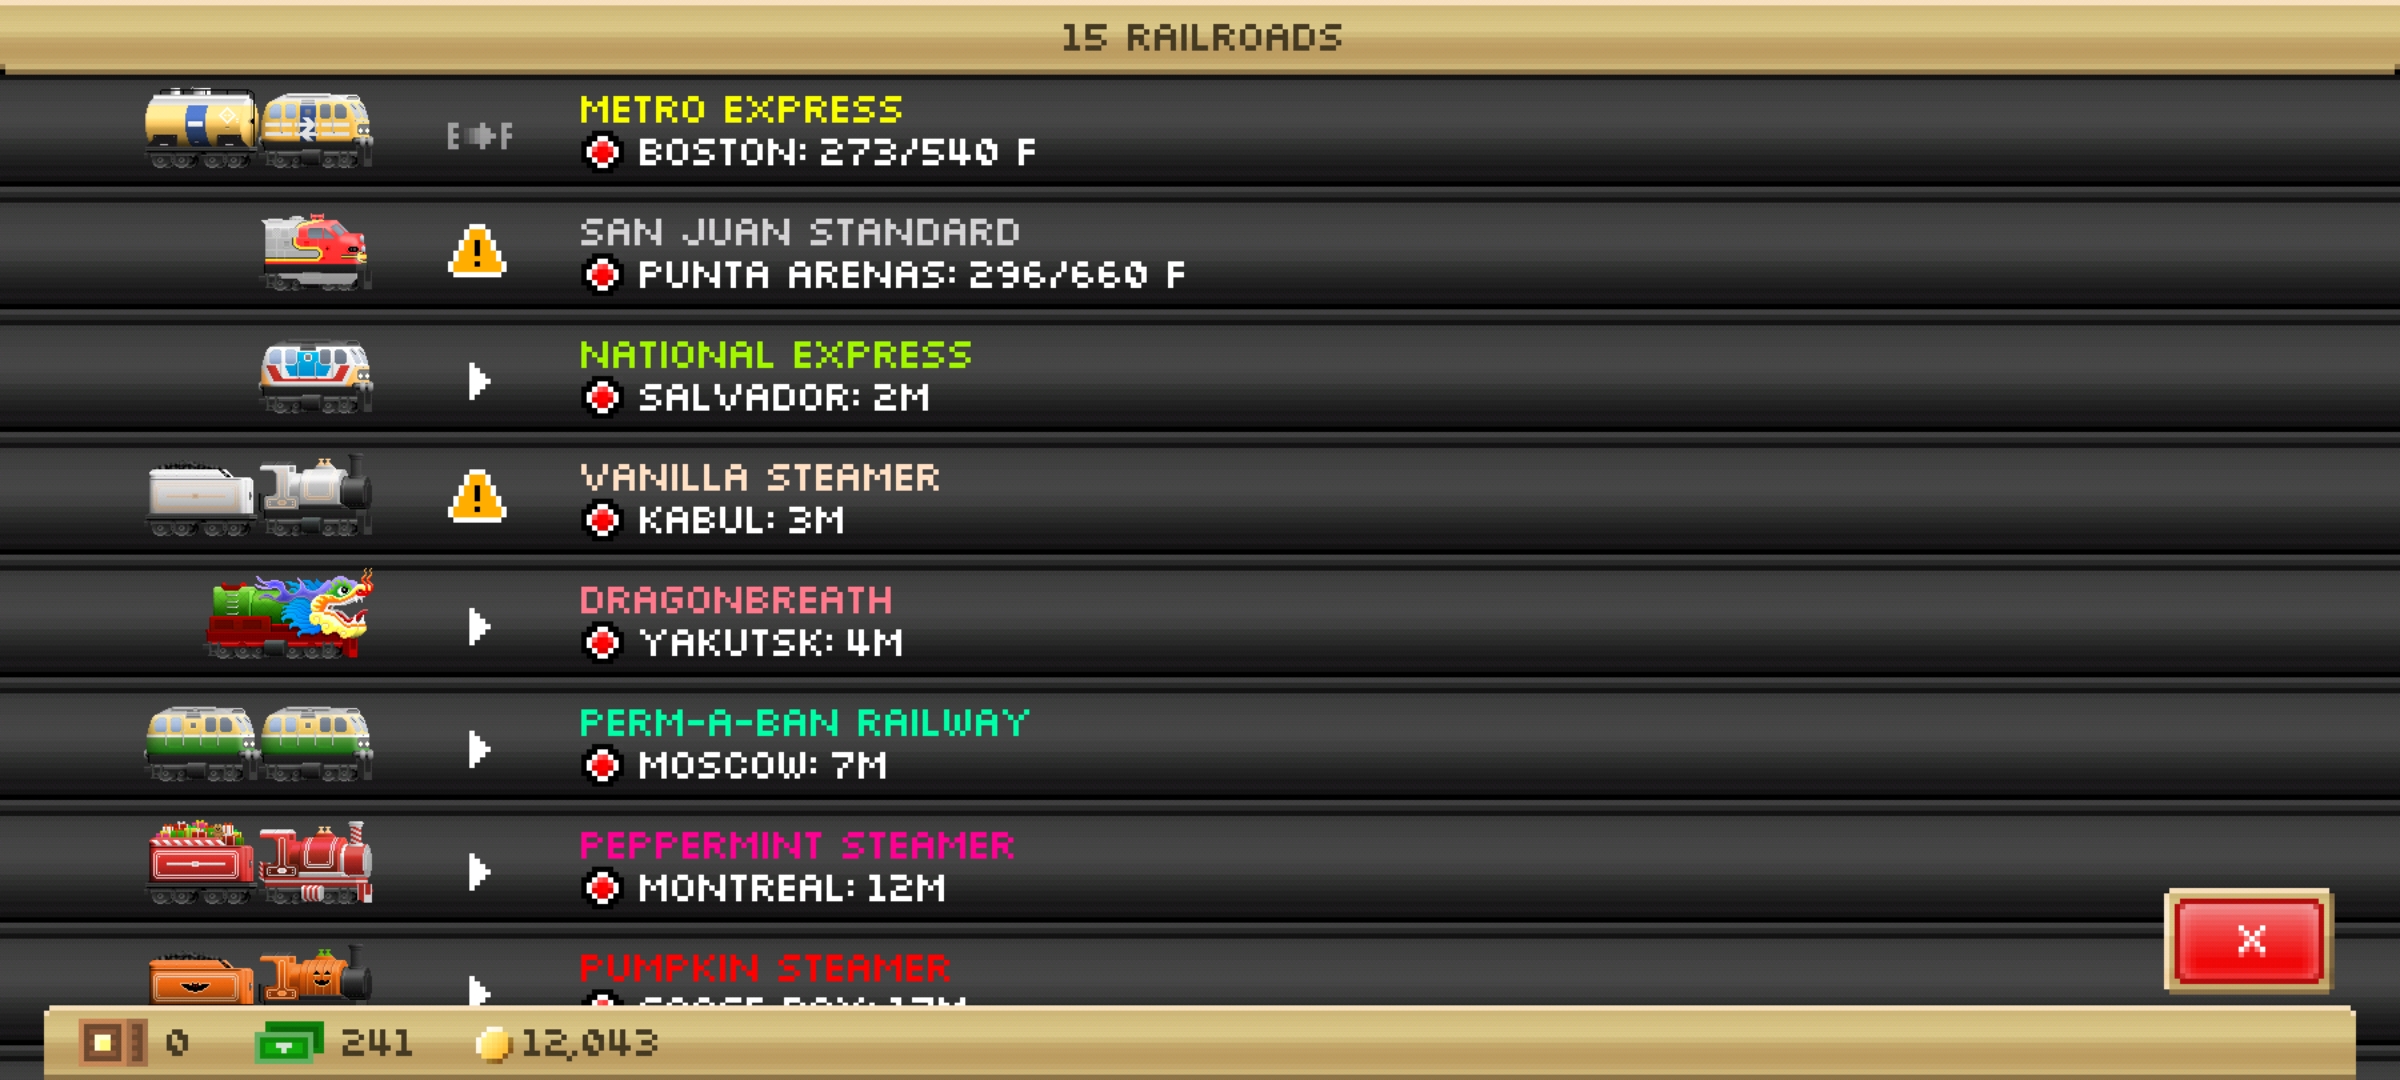 15 RAILROADS
METRO EXPRESS
E F
BOSTON: 273/540 F
SAN JUAN STANDARD
!
PUNTA ARENAS: 296/660 F
NATIONAL EXPRESS
SALVADOR: 2M
VANILLA STEAMER
!
KABUL: 3M
DRAGONBREATH
YAKUTSK: 4M
PERM-A-BAN RAILWAY
MOSCOW: 7M
PEPPERMINT STEAMER
MONTREAL: 12M
X
PUMPKIN STEAMER
0 241 12,043